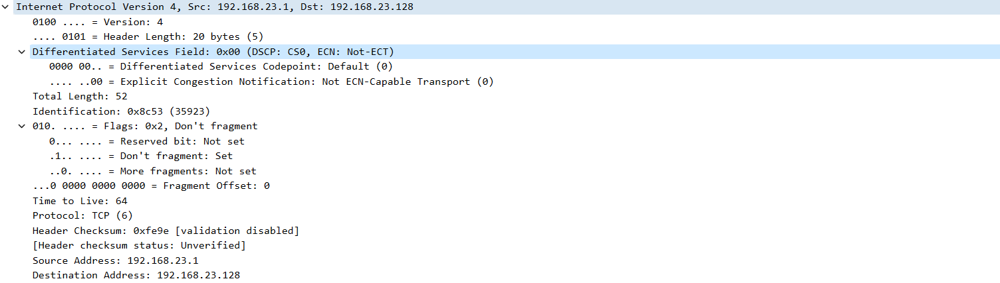 Internet Protocol Version 4, Src: 192.168.23.1, Dst: 192.168.23.128
0100 .... = Version: 4
.... 0101 = Header Length: 20 bytes (5)
Differentiated Services Field: 0x00 (DSCP: CS0, ECN: Not-ECT)
0000 00.. = Differentiated Services Codepoint: Default (0)
.... ..00 = Explicit Congestion Notification: Not ECN-Capable Transport (0)
Total Length: 52
Identification: 0x8c53 (35923)
010. .... = Flags: 0x2, Don't fragment
0... .... = Reserved bit: Not set
.1.. .... = Don't fragment: Set
..0. .... = More fragments: Not set
...0 0000 0000 0000 = Fragment Offset: 0
Time to Live: 64
Protocol: TCP (6)
Header Checksum: 0xfe9e [validation disabled]
[Header checksum status: Unverified]
Source Address: 192.168.23.1
Destination Address: 192.168.23.128